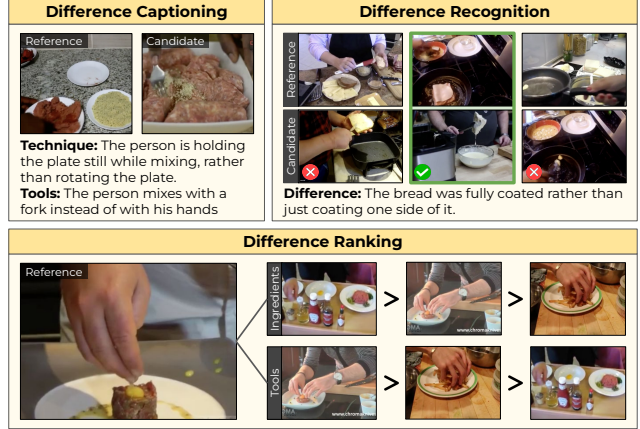 Difference Captioning
Reference
Candidate
Technique: The person is holding
the plate still while mixing, rather
than rotating the plate.
Tools: The person mixes with a
fork instead of with his hands
Difference Recognition
Reference
Candidate
Difference: The bread was fully coated rather than
just coating one side of it.
Difference Ranking
Reference
Ingredients
>
>
Tools
>
>